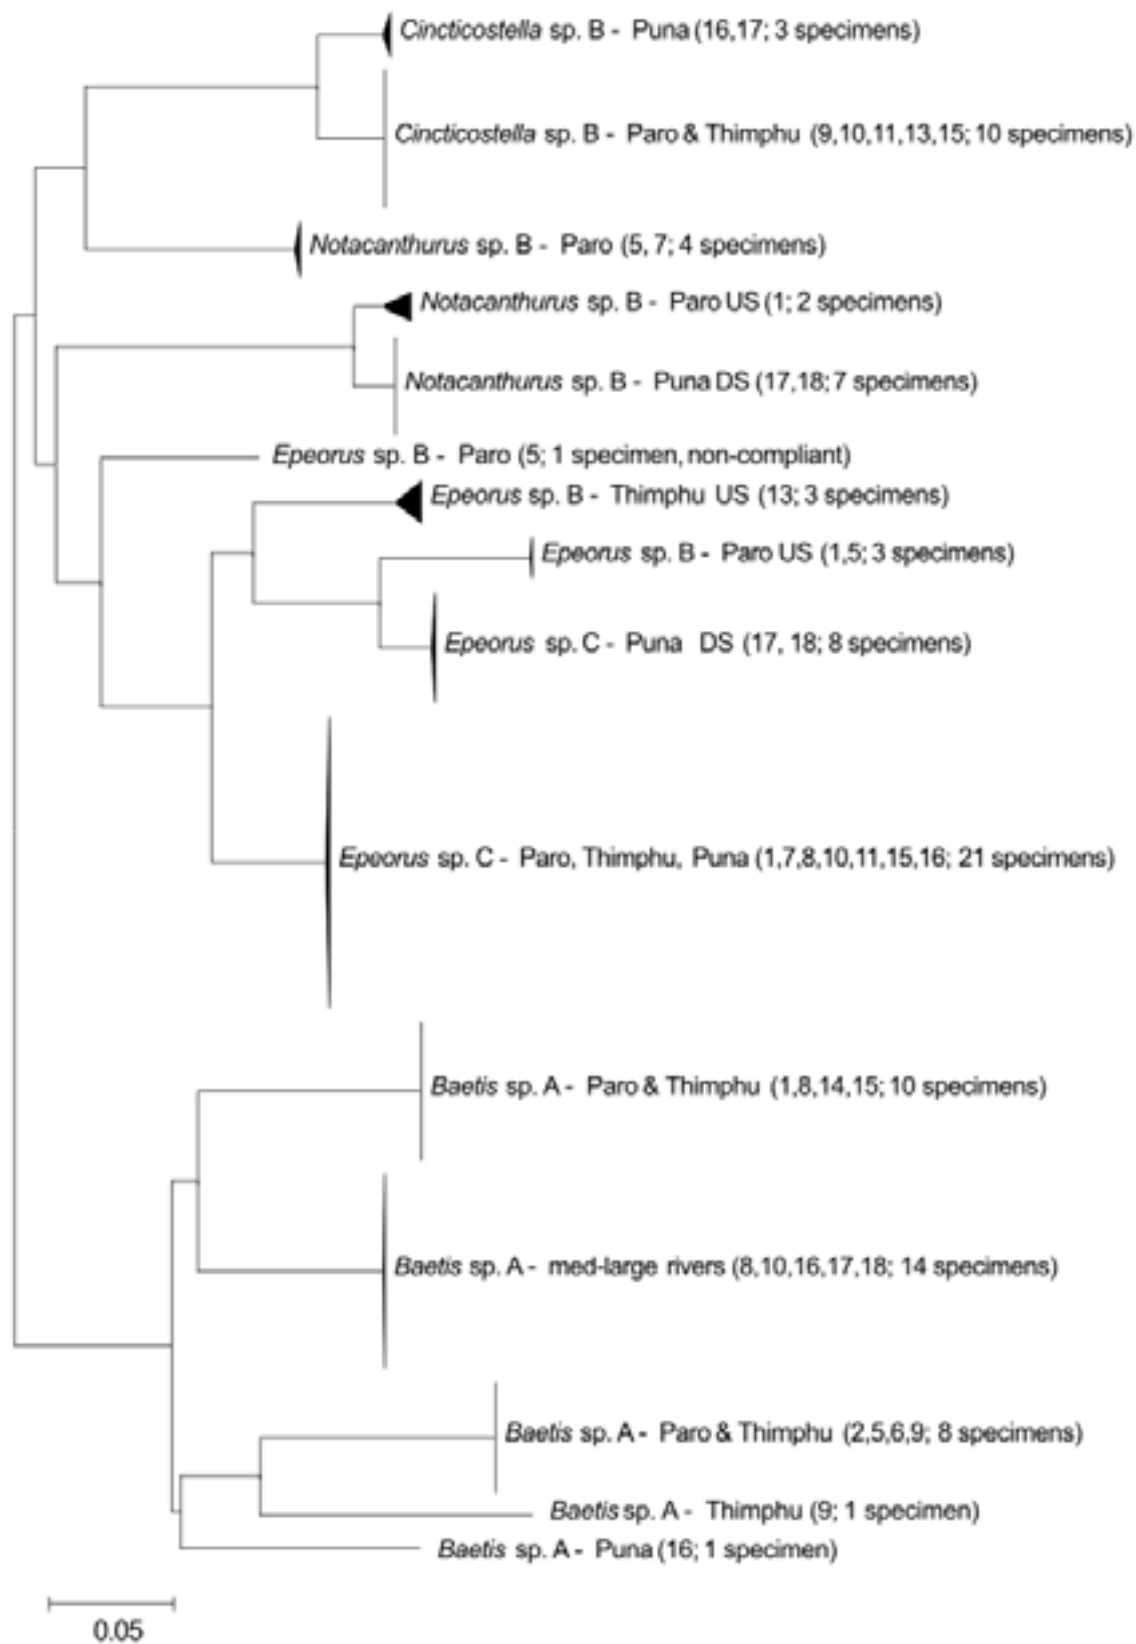 Cincticostella sp. B - Puna (16,17; 3 specimens)
Cincticostella sp. B - Paro & Thimphu (9,10,11,13,15; 10 specimens)
Notacanthurus sp. B - Paro (5, 7; 4 specimens)
Notacanthurus sp. B - Paro US (1; 2 specimens)
Notacanthurus sp. B - Puna DS (17,18; 7 specimens)
Epeorus sp. B - Paro (5; 1 specimen, non-compliant)
Epeorus sp. B - Thimphu US (13; 3 specimens)
Epeorus sp. B - Paro US (1,5; 3 specimens)
Epeorus sp. C - Puna DS (17, 18; 8 specimens)
Epeorus sp. C - Paro, Thimphu, Puna (1,7,8,10,11,15,16; 21 specimens)
Baetis sp. A - Paro & Thimphu (1,8,14,15; 10 specimens)
Baetis sp. A - med-large rivers (8,10,16,17,18; 14 specimens)
Baetis sp. A - Paro & Thimphu (2,5,6,9; 8 specimens)
Baetis sp. A - Thimphu (9; 1 specimen)
Baetis sp. A - Puna (16; 1 specimen)
0.05